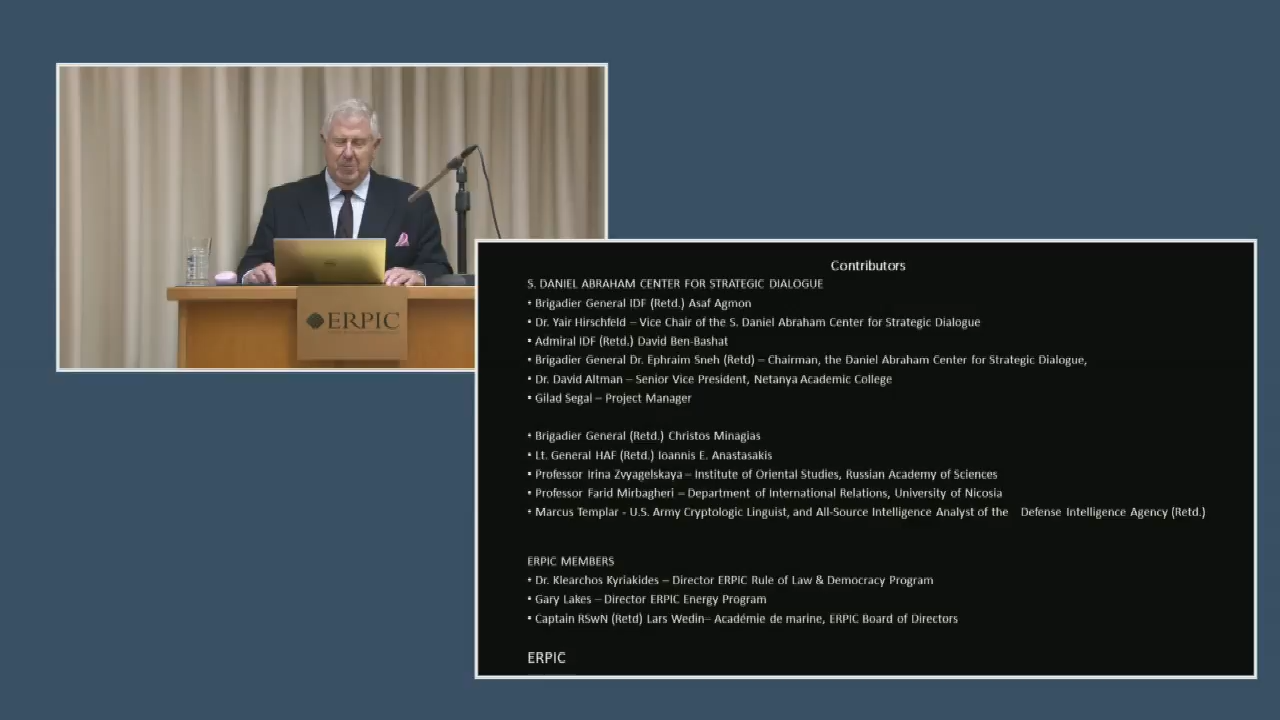 ERPIC
Contributors
S. DANIEL ABRAHAM CENTER FOR STRATEGIC DIALOGUE
• Brigadier General IDF (Retd.) Asaf Agmon
• Dr. Yair Hirschfeld – Vice Chair of the S. Daniel Abraham Center for Strategic Dialogue
• Admiral IDF (Retd.) David Ben-Bashat
• Brigadier General Dr. Ephraim Sneh (Retd) – Chairman, the Daniel Abraham Center for Strategic Dialogue,
• Dr. David Altman – Senior Vice President, Netanya Academic College
• Gilad Segal – Project Manager
• Brigadier General (Retd.) Christos Minagias
• Lt. General HAF (Retd.) Ioannis E. Anastasakis
• Professor Irina Zvyagelskaya – Institute of Oriental Studies, Russian Academy of Sciences
• Professor Farid Mirbagheri – Department of International Relations, University of Nicosia
• Marcus Templar - U.S. Army Cryptologic Linguist, and All-Source Intelligence Analyst of the Defense Intelligence Agency (Retd.)
ERPIC MEMBERS
• Dr. Klearchos Kyriakides – Director ERPIC Rule of Law & Democracy Program
• Gary Lakes – Director ERPIC Energy Program
• Captain RSwN (Retd) Lars Wedin– Académie de marine, ERPIC Board of Directors
ERPIC